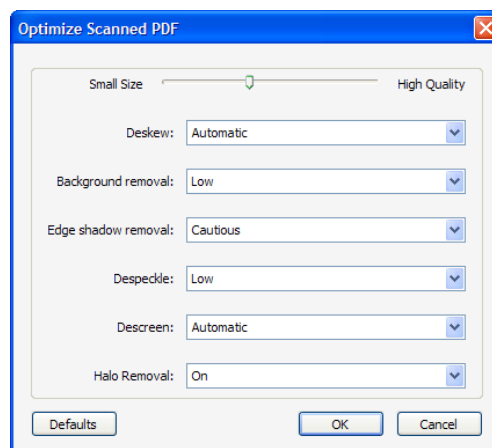 Optimize Scanned PDF
Small Size High Quality
Deskew: Automatic
Background removal: Low
Edge shadow removal: Cautious
Despeckle: Low
Descreen: Automatic
Halo Removal: On
Defaults OK Cancel